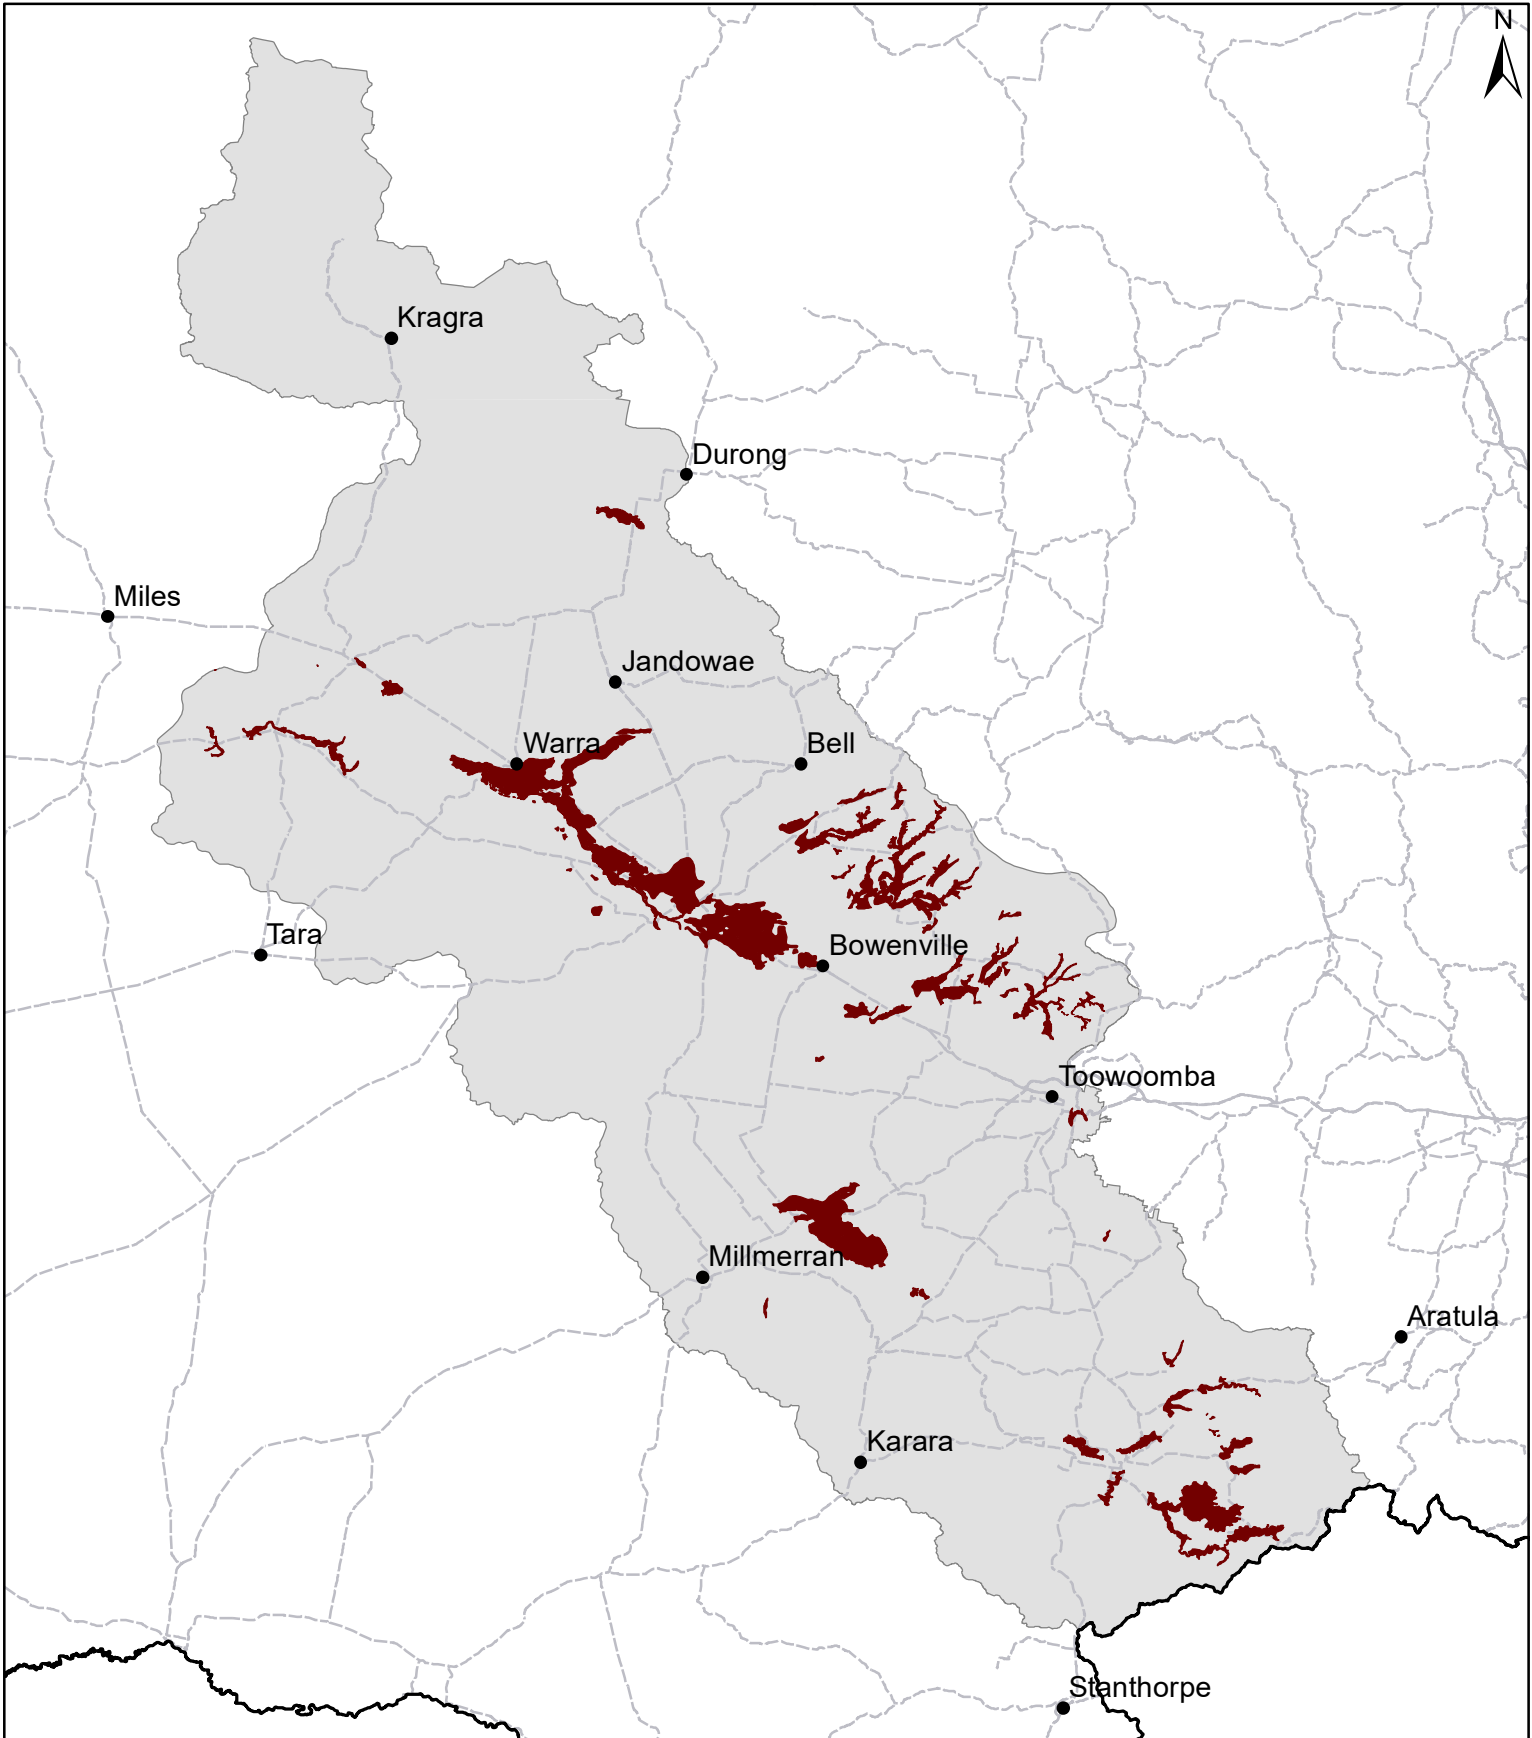 N
Kragra
Durong
Miles
Jandowae
Warra
Bell
Tara
Bowenville
Toowoomba
Millmerran
Aratula
Karara
Stanthorpe